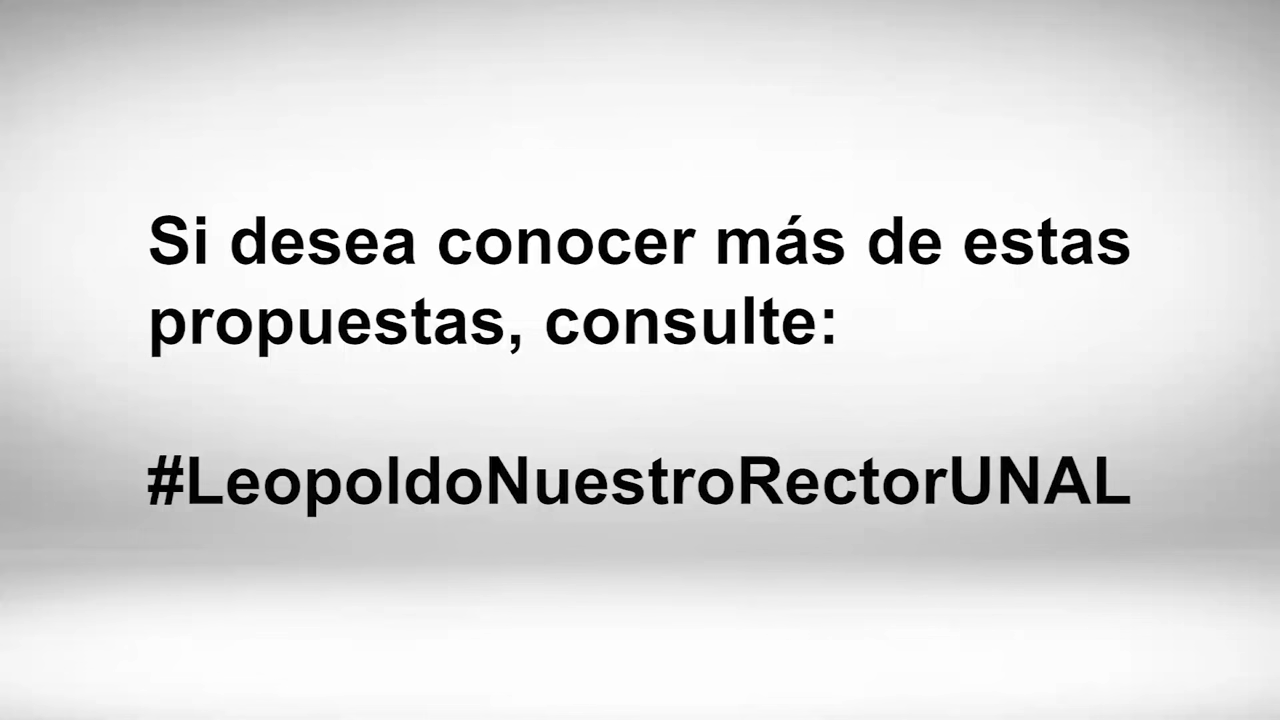 Si desea conocer más de estas
propuestas, consulte:
#LeopoldoNuestroRectorUNAL